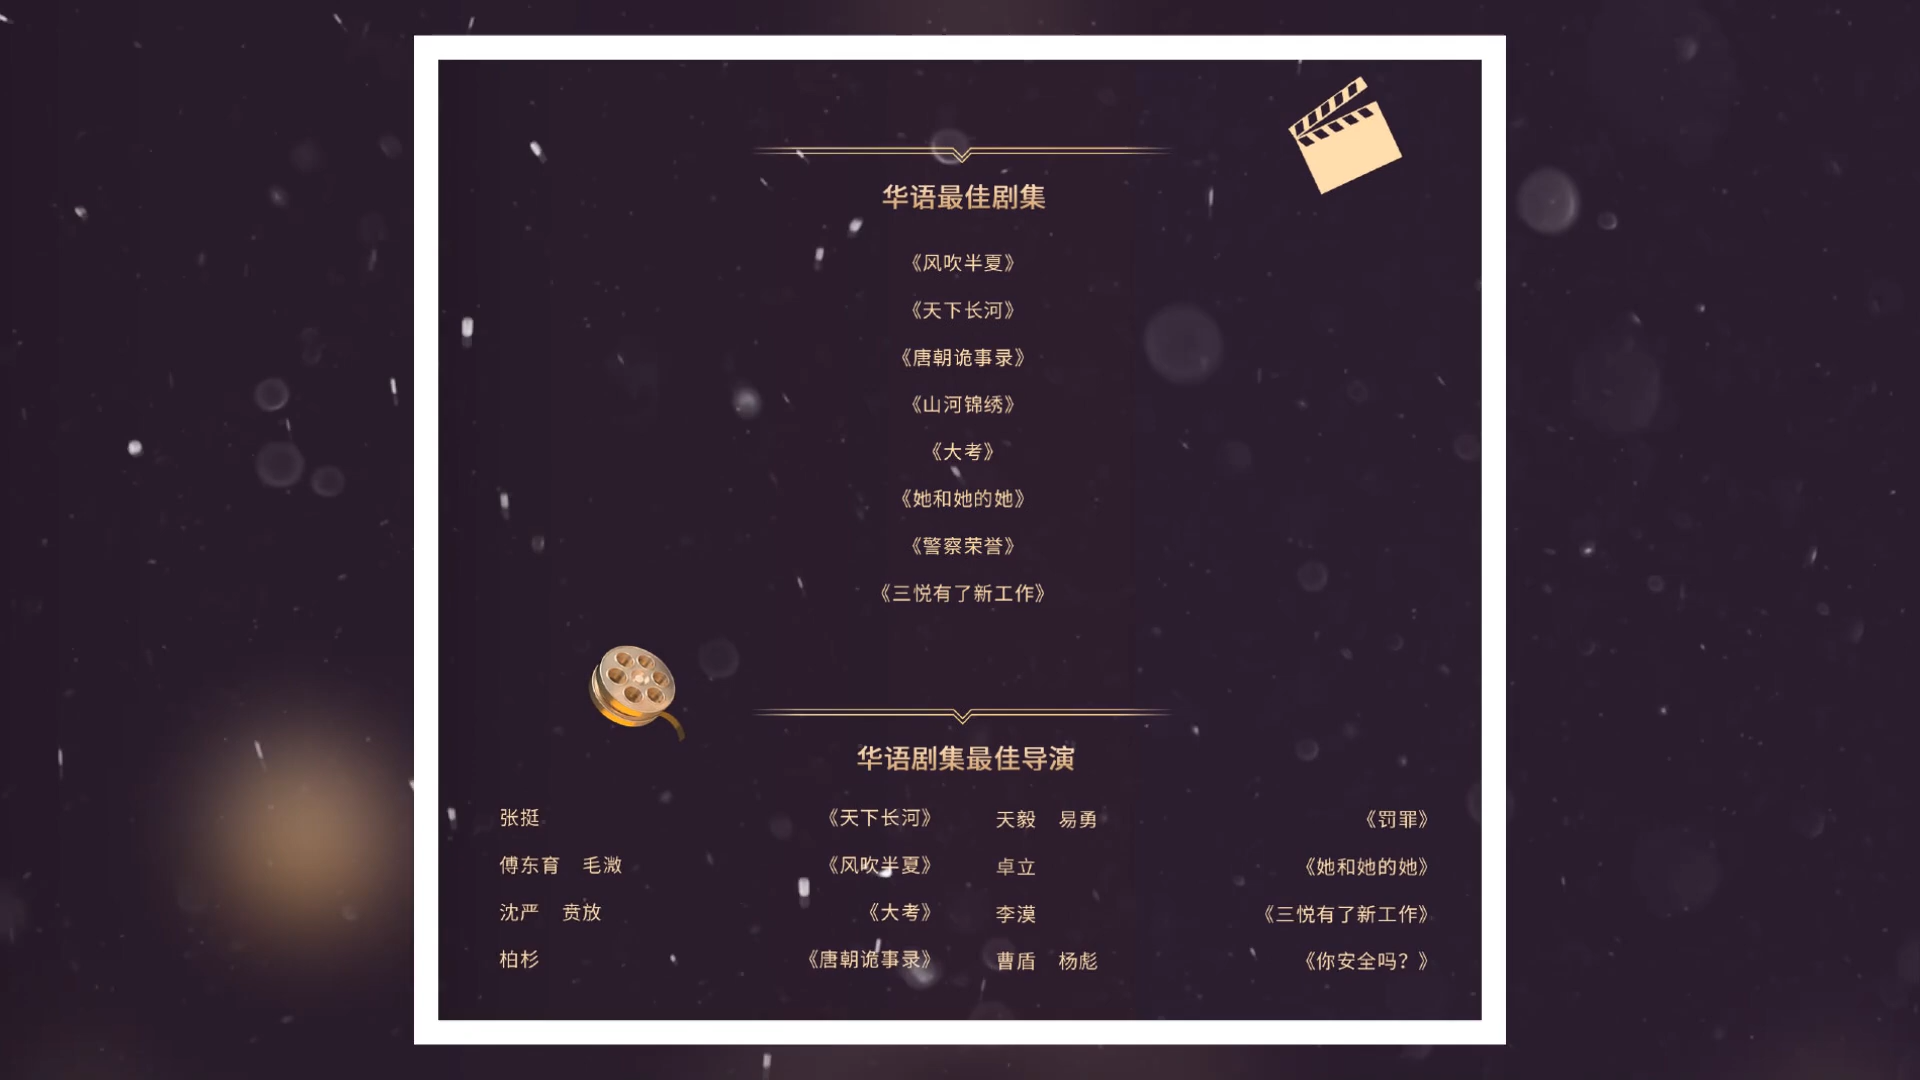 华语最佳剧集
《风吹半夏》
《天下长河》
《唐朝诡事录》
《山河锦绣》
《大考》
《她和她的她》
《警察荣誉》
《三悦有了新工作》
华语剧集最佳导演
张挺 《天下长河》
傅东育 毛溦 《风吹半夏》
沈严 贲放 《大考》
柏杉 《唐朝诡事录》
天毅 易勇 《罚罪》
卓立 《她和她的她》
李漠 《三悦有了新工作》
曹盾 杨彪 《你安全吗？》